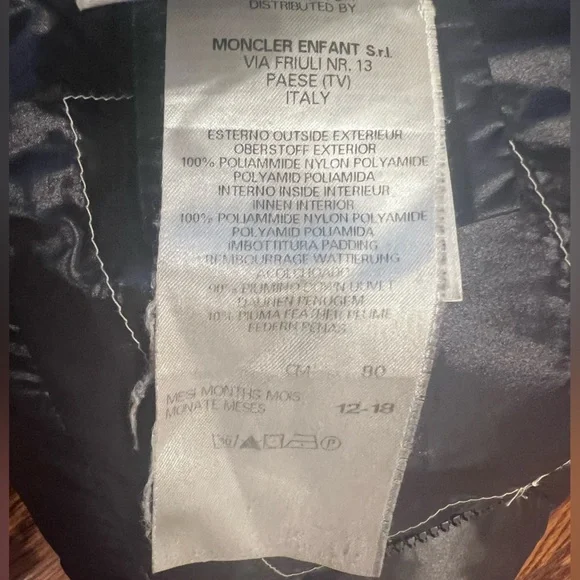 DISTRIBUTED BY
MONCLER ENFANT S.r.l.
VIA FRIULI NR. 13
PAESE (TV)
ITALY
ESTERNO OUTSIDE EXTERIEUR
OBERSTOFF EXTERIOR
100% POLIAMMIDE NYLON POLYAMIDE
POLYAMID POLIAMIDA
INTERNO INSIDE INTERIEUR
INNEN INTERIOR
100% POLIAMMIDE NYLON POLYAMIDE
POLYAMID POLIAMIDA
IMBOTTITURA PADDING
REMBOURRAGE WATTIERUNG
ACOLCHADO
90% PIUMINO DOWN DUVET
DAUNEN PENUGEM
10% PIUMA FEATHER PLUME
FEDERN PENAS
CM 80
MESI MONTHS MOIS
MONATE MESES 12-18